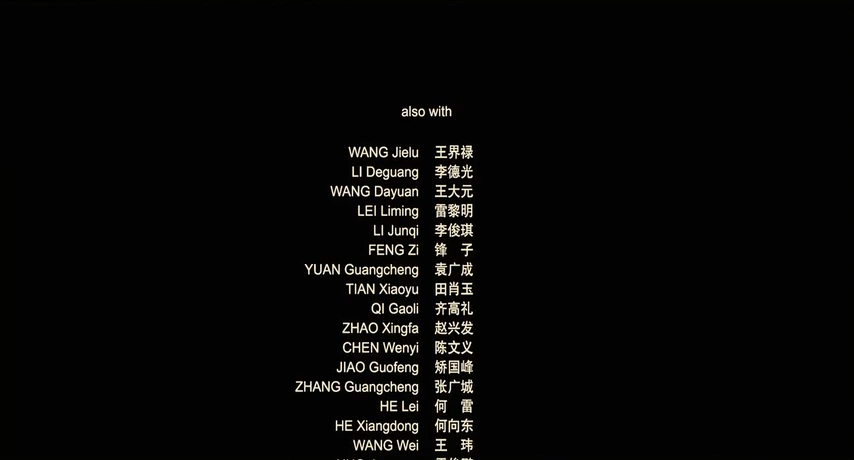 also with
WANG Jielu 王界禄
LI Deguang 李德光
WANG Dayuan 王大元
LEI Liming 雷黎明
LI Junqi 李俊琪
FENG Zi 锋 子
YUAN Guangcheng 袁广成
TIAN Xiaoyu 田肖玉
QI Gaoli 齐高礼
ZHAO Xingfa 赵兴发
CHEN Wenyi 陈文义
JIAO Guofeng 矫国峰
ZHANG Guangcheng 张广城
HE Lei 何 雷
HE Xiangdong 何向东
WANG Wei 王 玮